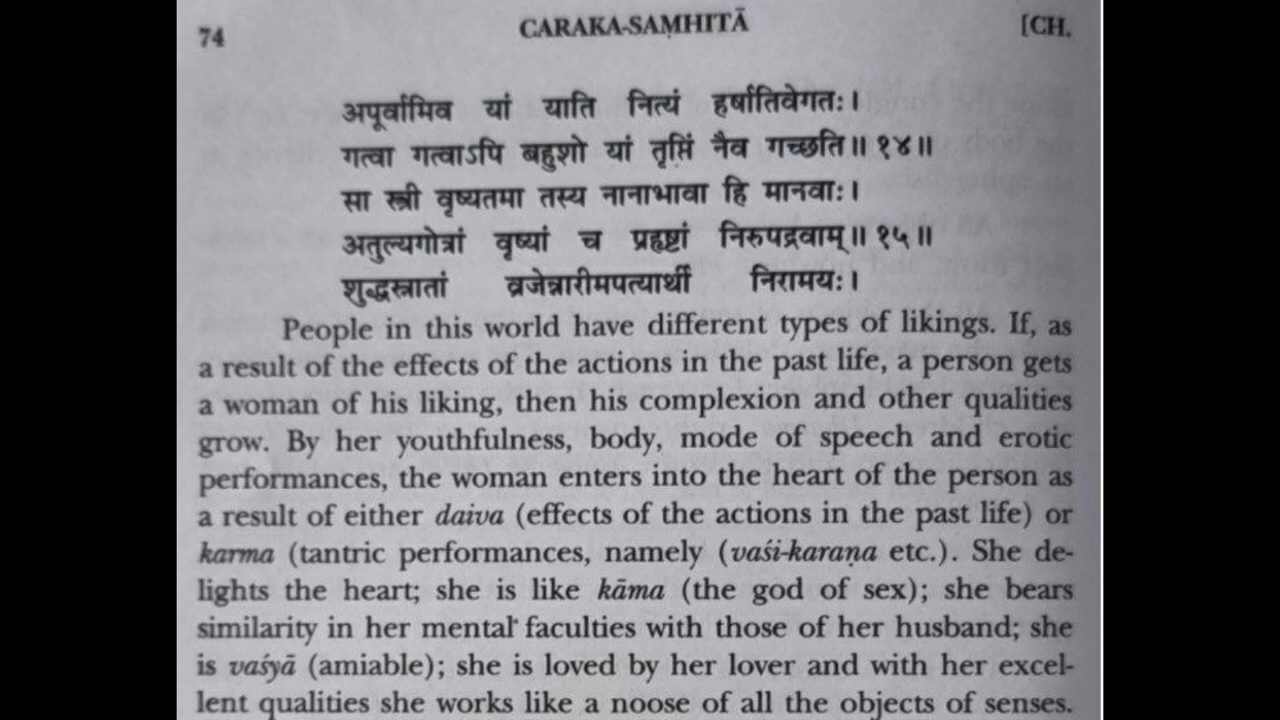 74 CARAKA-SAṂHITĀ [CH.
अपूर्वामिव यां याति नित्यं हर्षातिवेगतः।
गत्वा गत्वाऽपि बहुशो यां तृप्तिं नैव गच्छति॥ १४॥
सा स्त्री वृष्यतमा तस्य नानाभावा हि मानवाः।
अतुल्यगोत्रां वृष्यां च प्रहृष्टां निरुपद्रवाम्॥ १५॥
शुद्धस्नातां व्रजेन्नारीमपत्यार्थी निरामयः।
People in this world have different types of likings. If, as
a result of the effects of the actions in the past life, a person gets
a woman of his liking, then his complexion and other qualities
grow. By her youthfulness, body, mode of speech and erotic
performances, the woman enters into the heart of the person as
a result of either daiva (effects of the actions in the past life) or
karma (tantric performances, namely (vaśi-karaṇa etc.). She de-
lights the heart; she is like kāma (the god of sex); she bears
similarity in her mental faculties with those of her husband; she
is vaśyā (amiable); she is loved by her lover and with her excel-
lent qualities she works like a noose of all the objects of senses.